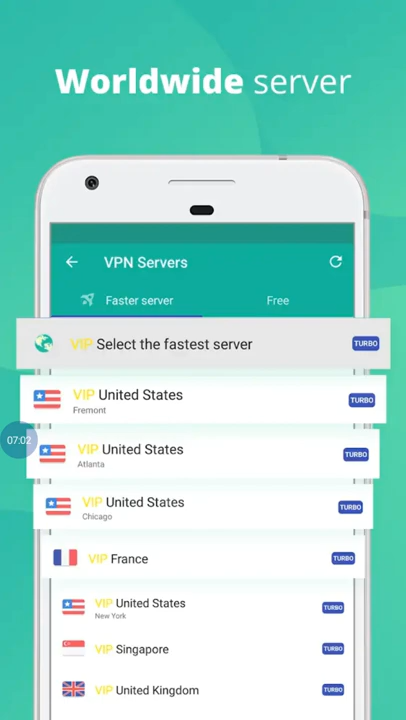 Worldwide server
VPN Servers
Faster server
Free
VIP Select the fastest server
TURBO
VIP United States
Fremont
TURBO
07:02
VIP United States
Atlanta
TURBO
VIP United States
Chicago
TURBO
VIP France
TURBO
VIP United States
New York
TURBO
VIP Singapore
TURBO
VIP United Kingdom
TURBO